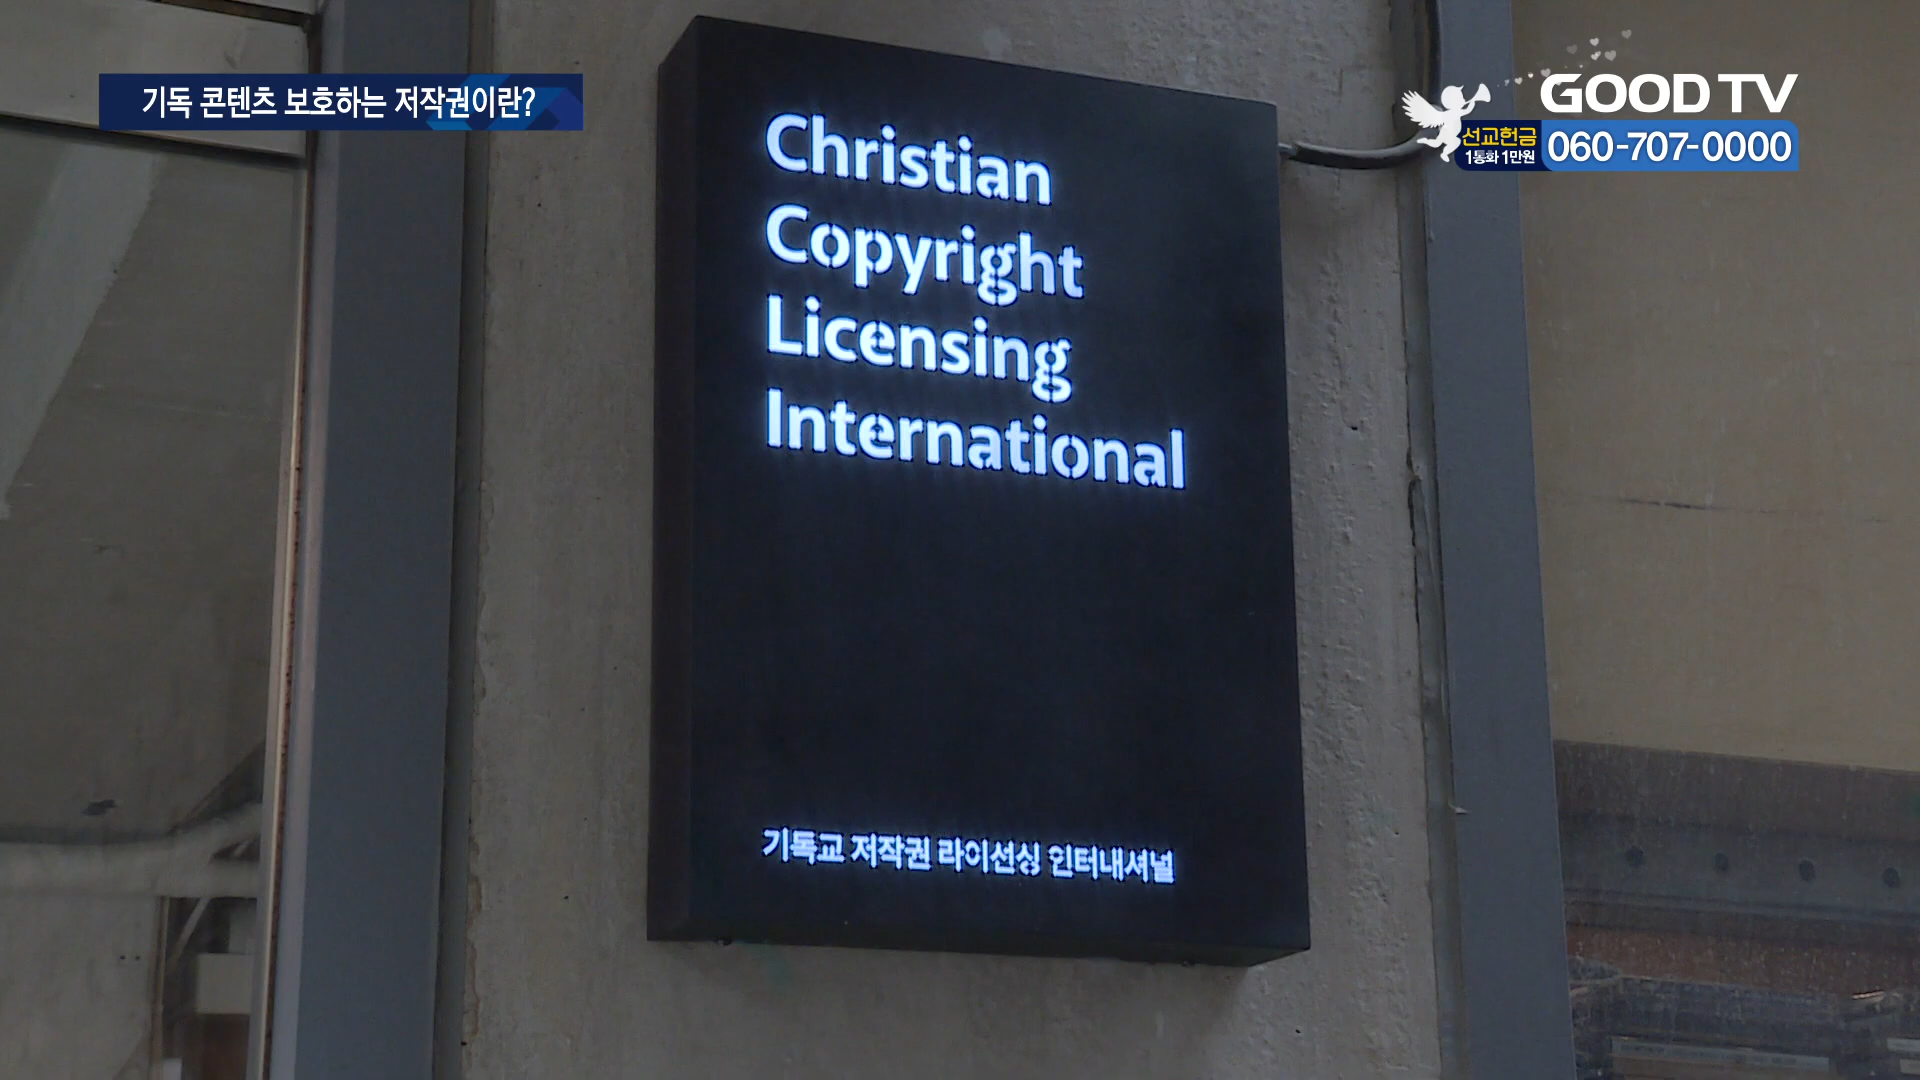 기독 콘텐츠 보호하는 저작권이란?
GOOD TV
선교헌금
1통화 1만원
060-707-0000
Christian
Copyright
Licensing
International
기독교 저작권 라이선싱 인터내셔널